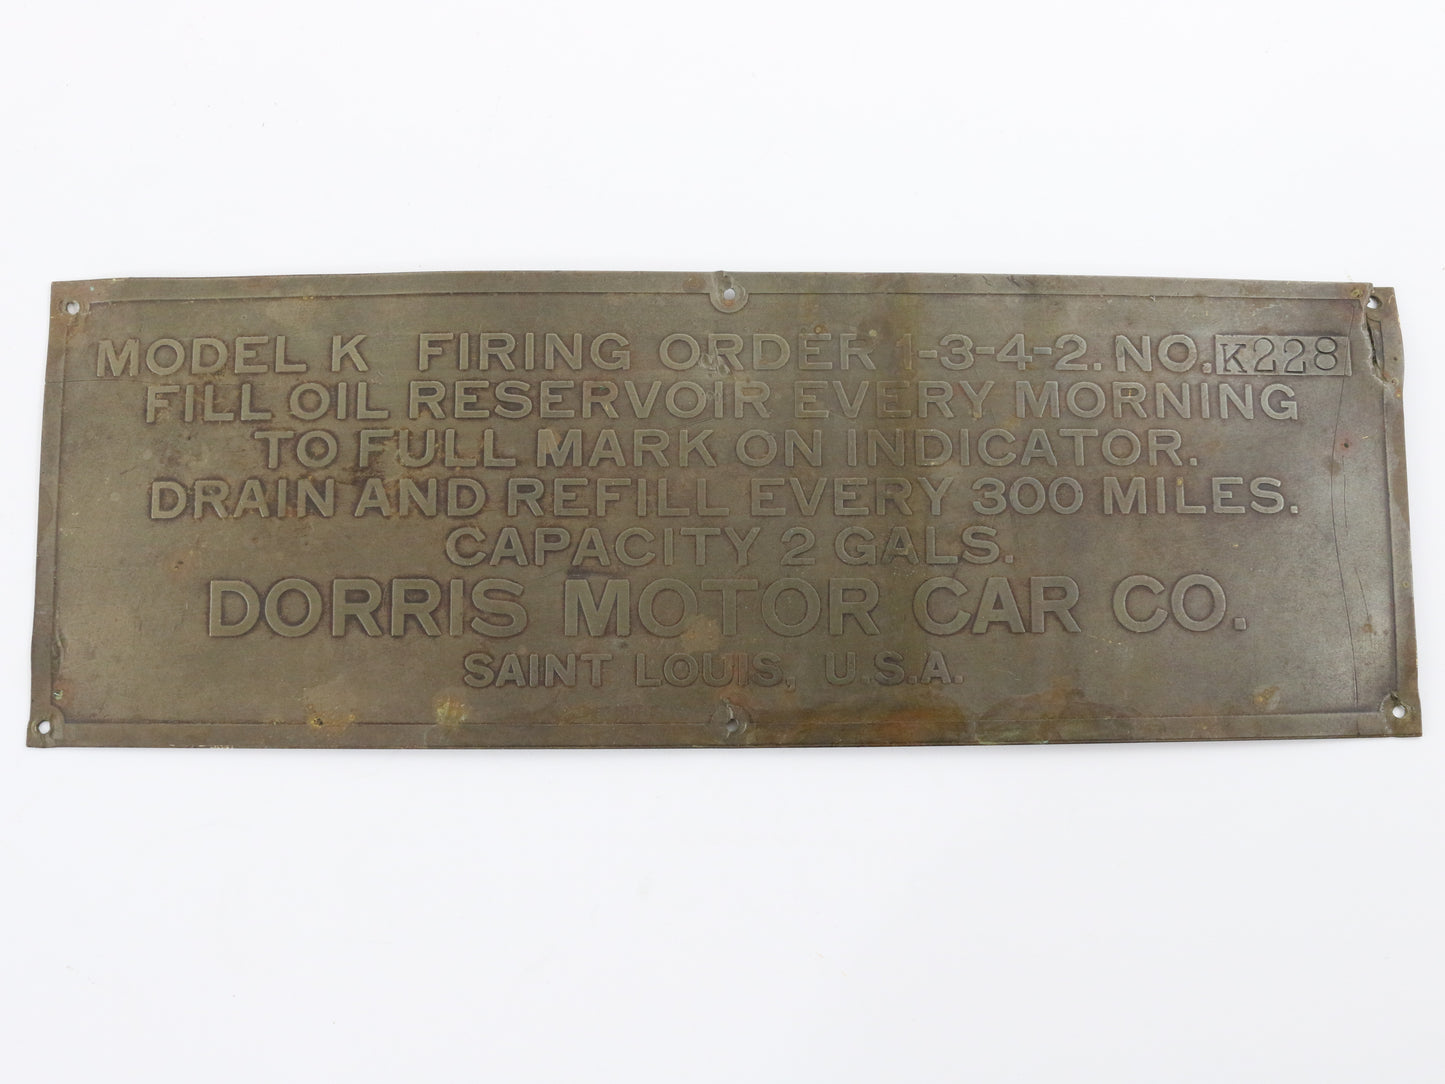 MODEL K FIRING ORDER 1-3-4-2. NO. K228
FILL OIL RESERVOIR EVERY MORNING
TO FULL MARK ON INDICATOR.
DRAIN AND REFILL EVERY 300 MILES.
CAPACITY 2 GALS.
DORRIS MOTOR CAR CO.
SAINT LOUIS, U.S.A.